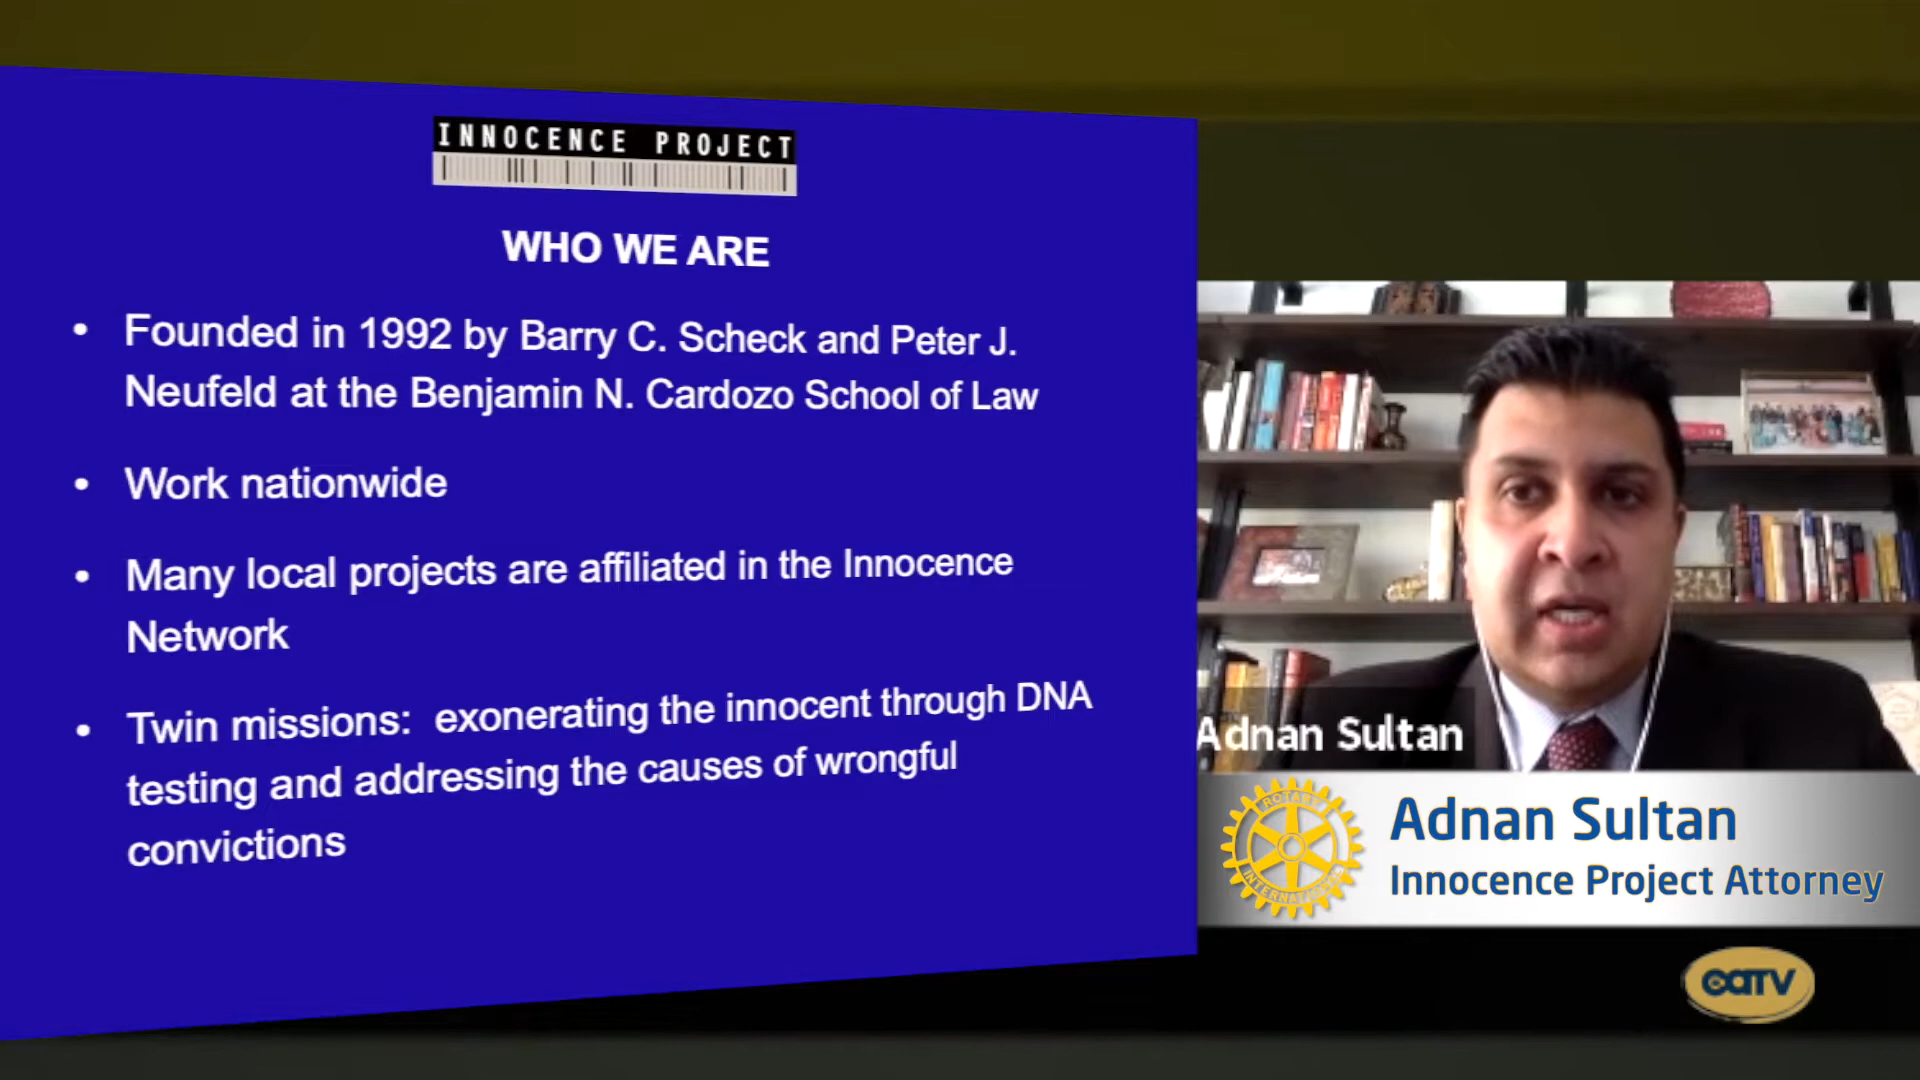 INNOCENCE PROJECT
WHO WE ARE
• Founded in 1992 by Barry C. Scheck and Peter J.
Neufeld at the Benjamin N. Cardozo School of Law
• Work nationwide
• Many local projects are affiliated in the Innocence
Network
• Twin missions:  exonerating the innocent through DNA
testing and addressing the causes of wrongful
convictions
Adnan Sultan
ROTARY
INTERNATIONAL
Adnan Sultan
Innocence Project Attorney
CATV